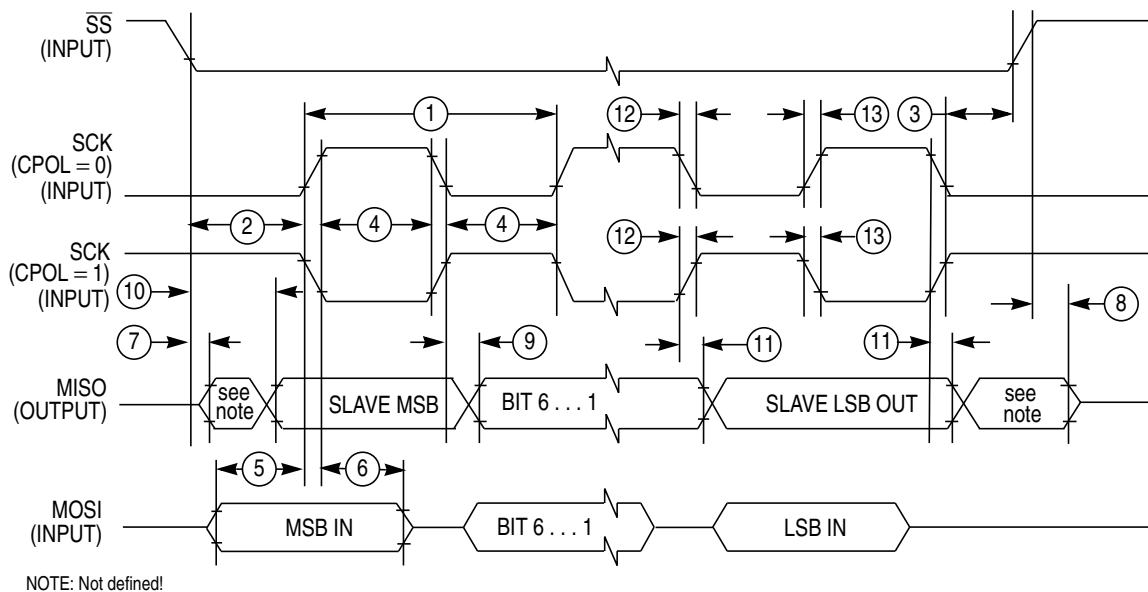 SS
(INPUT)
1
12
13
3
SCK
(CPOL = 0)
(INPUT)
2
4
4
12
13
SCK
(CPOL = 1)
(INPUT)
10
8
7
9
11
11
MISO
(OUTPUT)
see
note
SLAVE MSB
BIT 6 . . . 1
SLAVE LSB OUT
see
note
5
6
MOSI
(INPUT)
MSB IN
BIT 6 . . . 1
LSB IN
NOTE: Not defined!